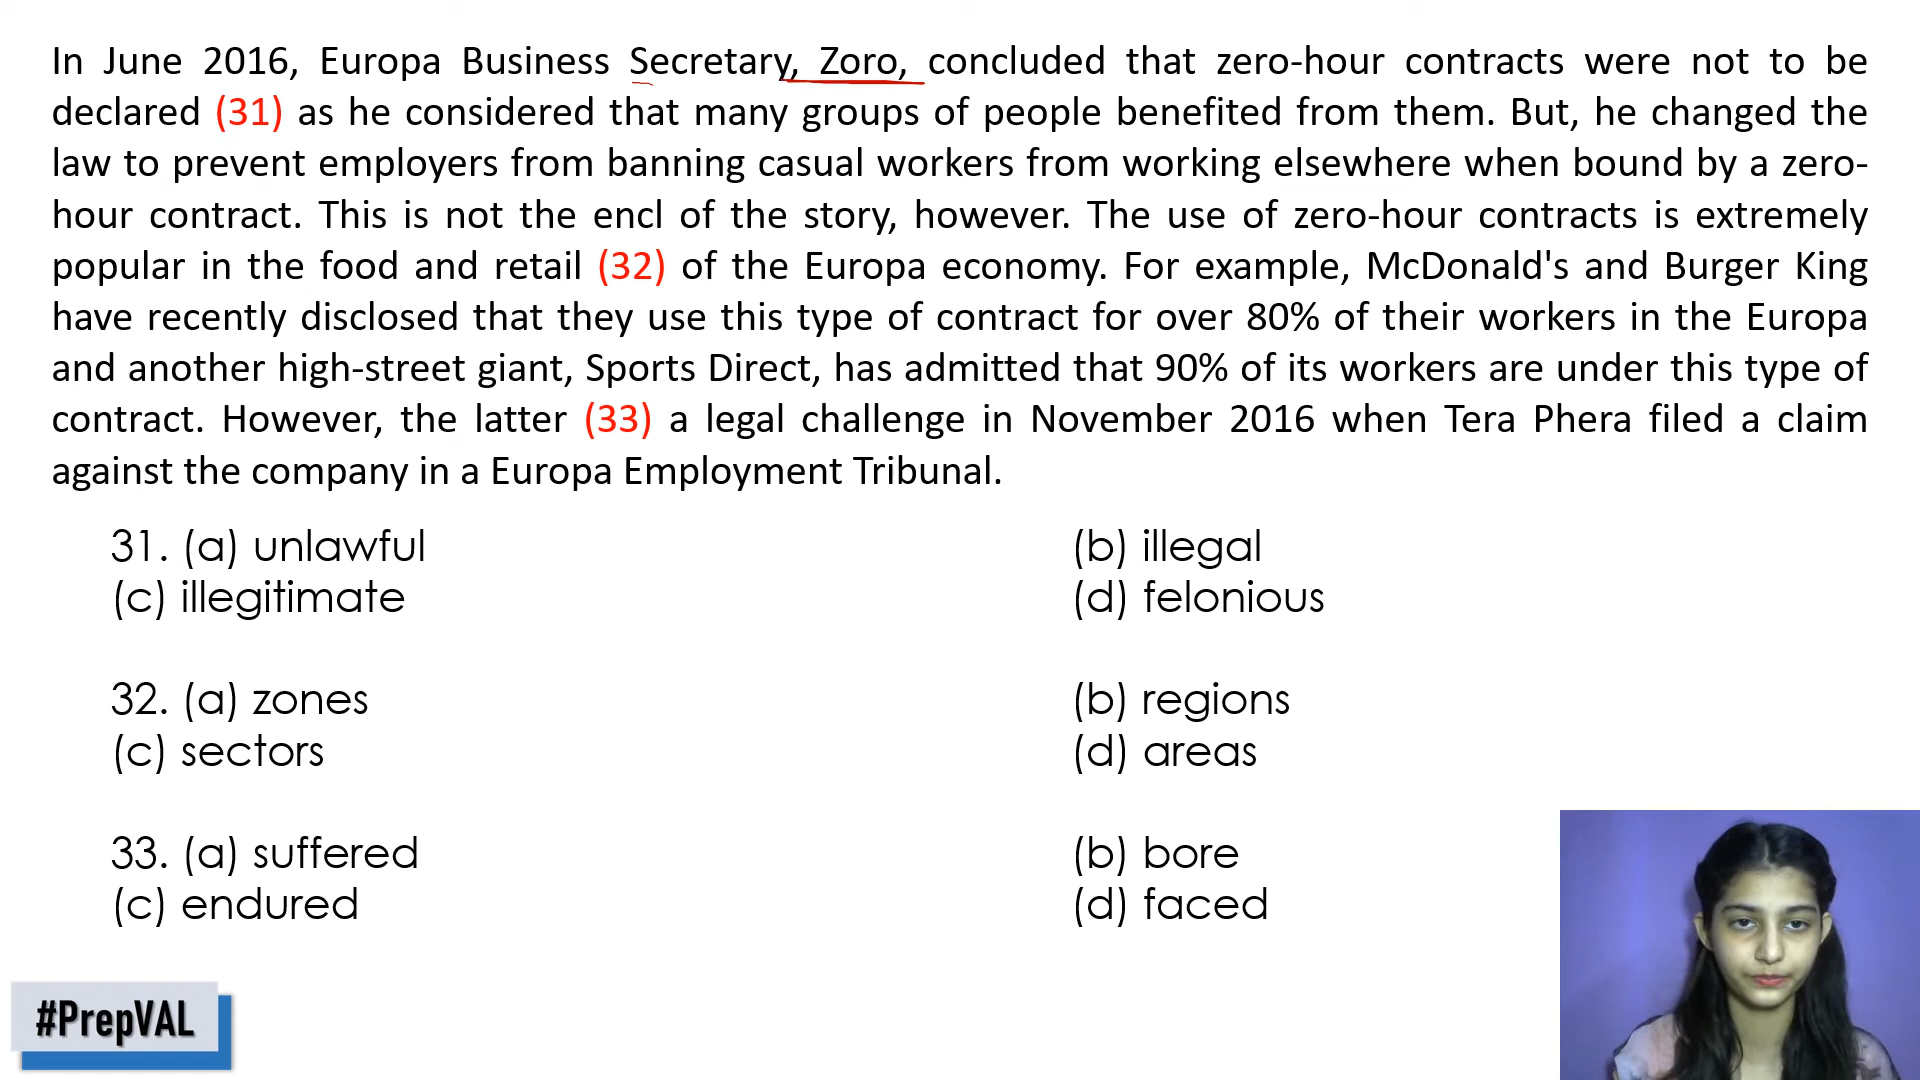 In June 2016, Europa Business Secretary, Zoro, concluded that zero-hour contracts were not to be
declared (31) as he considered that many groups of people benefited from them. But, he changed the
law to prevent employers from banning casual workers from working elsewhere when bound by a zero-
hour contract. This is not the encl of the story, however. The use of zero-hour contracts is extremely
popular in the food and retail (32) of the Europa economy. For example, McDonald's and Burger King
have recently disclosed that they use this type of contract for over 80% of their workers in the Europa
and another high-street giant, Sports Direct, has admitted that 90% of its workers are under this type of
contract. However, the latter (33) a legal challenge in November 2016 when Tera Phera filed a claim
against the company in a Europa Employment Tribunal.
31. (a) unlawful (b) illegal
(c) illegitimate (d) felonious
32. (a) zones (b) regions
(c) sectors (d) areas
33. (a) suffered (b) bore
(c) endured (d) faced
#PrepVAL